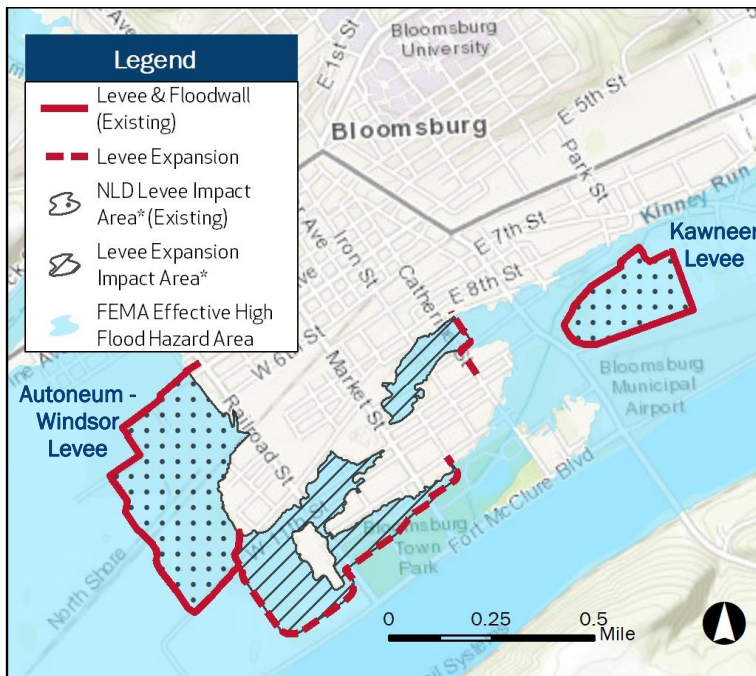 Legend
Levee & Floodwall
(Existing)
Levee Expansion
NLD Levee Impact
Area* (Existing)
Levee Expansion
Impact Area*
FEMA Effective High
Flood Hazard Area
Bloomsburg
University
E 1st St
Bloomsburg
E 5th St
Park St
Kinney Run
E 7th St
E 8th St
Iron St
Catherine St
Kawneer
Levee
W 6th St
Market St
Railroad St
Bloomsburg
Municipal
Airport
Autoneum -
Windsor
Levee
W 11th St
Fort McClure Blvd
Bloomsburg
Town
Park
North Shore
0 0.25 0.5
Mile